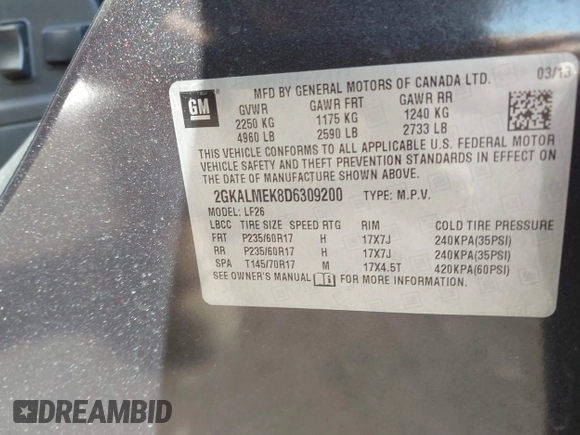 MFD BY GENERAL MOTORS OF CANADA LTD. 03/13
GM
GVWR GAWR FRT GAWR RR
2250 KG 1175 KG 1240 KG
4960 LB 2590 LB 2733 LB
THIS VEHICLE CONFORMS TO ALL APPLICABLE U.S. FEDERAL MOTOR
VEHICLE SAFETY AND THEFT PREVENTION STANDARDS IN EFFECT ON
THE DATE OF MANUFACTURE SHOWN ABOVE.
2GKALMEK8D6309200 TYPE: M.P.V.
MODEL: LF26
LBCC TIRE SIZE SPEED RTG RIM COLD TIRE PRESSURE
FRT P235/60R17 H 17X7J 240KPA(35PSI)
RR P235/60R17 H 17X7J 240KPA(35PSI)
SPA T145/70R17 M 17X4.5T 420KPA(60PSI)
SEE OWNER'S MANUAL FOR MORE INFORMATION.
DREAMBID